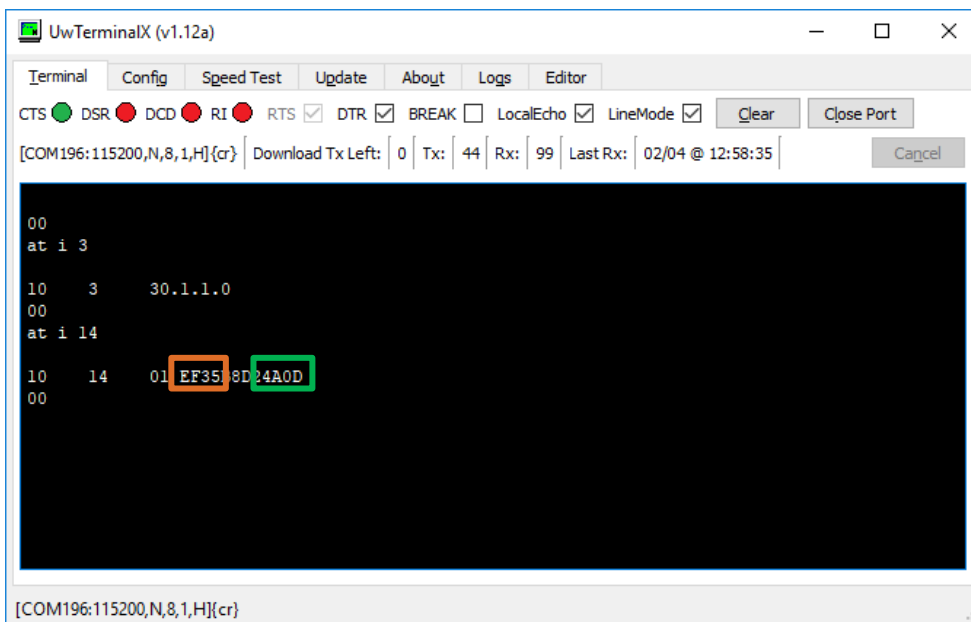 UwTerminalX (v1.12a)
Terminal Config Speed Test Update About Logs Editor
CTS DSR DCD RI RTS DTR BREAK LocalEcho LineMode Clear Close Port
[COM196:115200,N,8,1,H]{cr} Download Tx Left: 0 Tx: 44 Rx: 99 Last Rx: 02/04 @ 12:58:35 Cancel
00
at i 3
10 3 30.1.1.0
00
at i 14
10 14 01 EF35B8D24A0D
00
[COM196:115200,N,8,1,H]{cr}